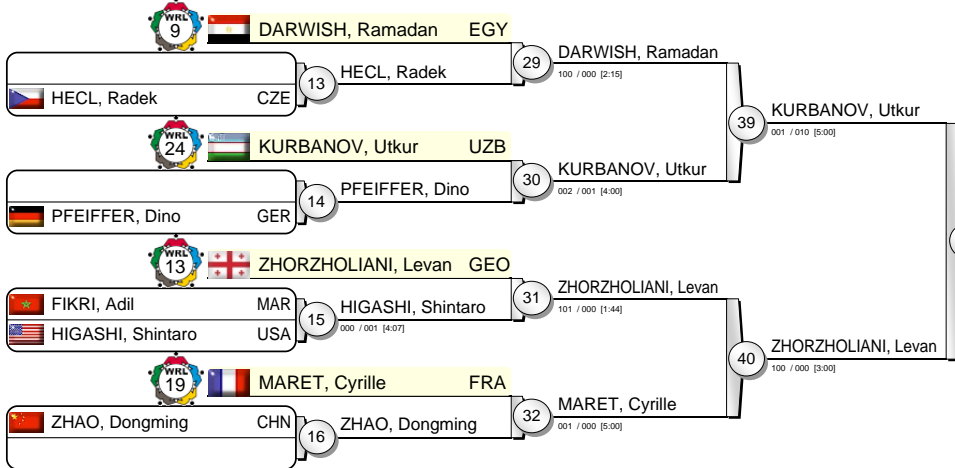 WRL
9
DARWISH, Ramadan EGY
29
DARWISH, Ramadan
100 / 000 [2:15]
13
HECL, Radek
HECL, Radek CZE
39
KURBANOV, Utkur
001 / 010 [5:00]
WRL
24
KURBANOV, Utkur UZB
30
KURBANOV, Utkur
002 / 001 [4:00]
14
PFEIFFER, Dino
PFEIFFER, Dino GER
WRL
13
ZHORZHOLIANI, Levan GEO
31
ZHORZHOLIANI, Levan
101 / 000 [1:44]
FIKRI, Adil MAR
15
HIGASHI, Shintaro
000 / 001 [4:07]
HIGASHI, Shintaro USA
40
ZHORZHOLIANI, Levan
100 / 000 [3:00]
WRL
19
MARET, Cyrille FRA
32
MARET, Cyrille
001 / 000 [5:00]
ZHAO, Dongming CHN
16
ZHAO, Dongming